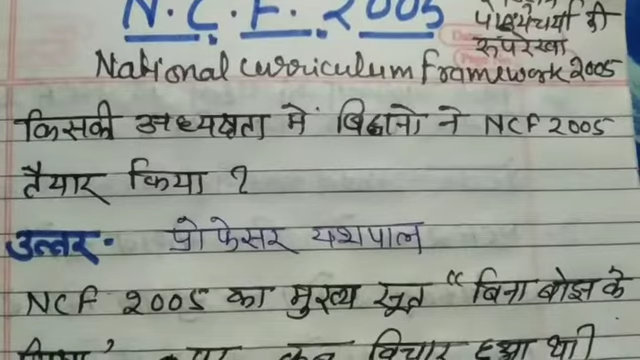 N.C.F. 2005
पाठ्यचर्या की
रूपरेखा
National curriculum framework 2005
किसकी अध्यक्षता में विद्वानो ने NCF 2005
तैयार किया ?
उत्तर- प्रोफेसर यशपाल
NCF 2005 का मुख्य सूत्र "बिना बोझ के
विचार